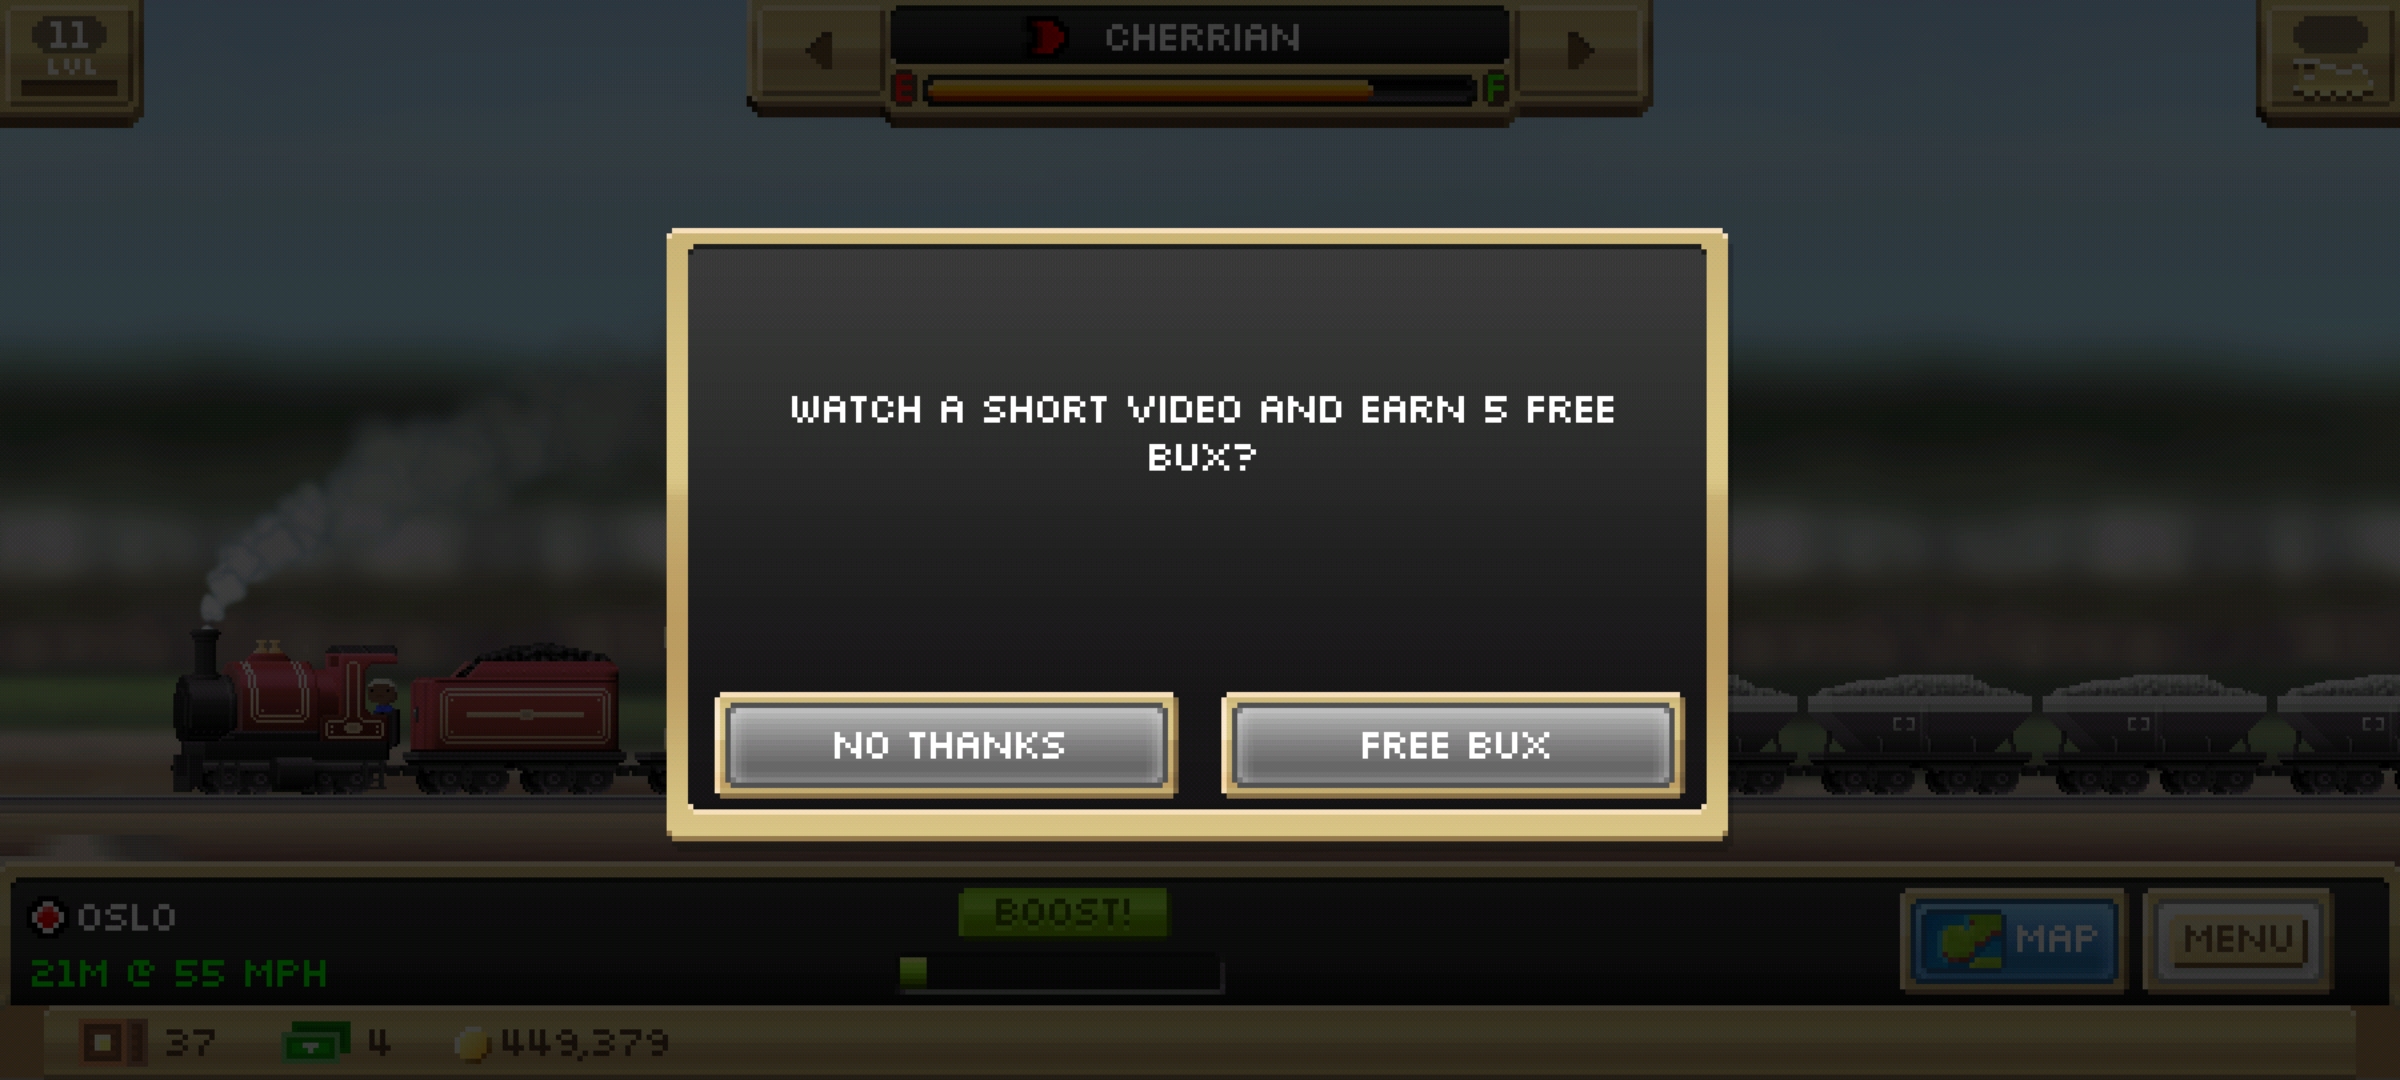 11
LVL
CHERRIAN
E F
WATCH A SHORT VIDEO AND EARN 5 FREE
BUX?
NO THANKS
FREE BUX
OSLO
BOOST!
21M @ 55 MPH
MAP
MENU
37 4 449,379